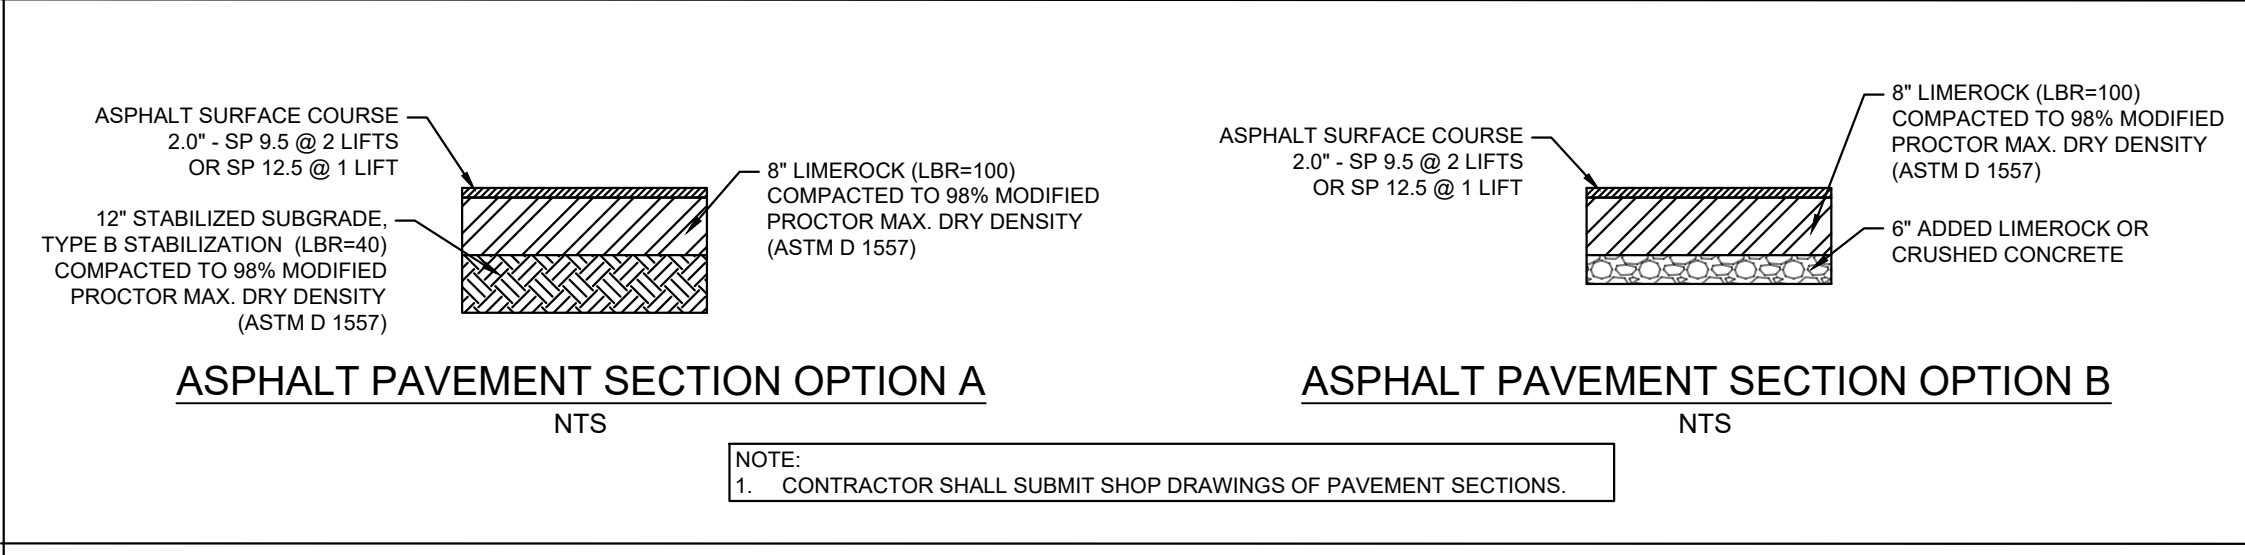 ASPHALT SURFACE COURSE
2.0" - SP 9.5 @ 2 LIFTS
OR SP 12.5 @ 1 LIFT
12" STABILIZED SUBGRADE,
TYPE B STABILIZATION (LBR=40)
COMPACTED TO 98% MODIFIED
PROCTOR MAX. DRY DENSITY
(ASTM D 1557)
8" LIMEROCK (LBR=100)
COMPACTED TO 98% MODIFIED
PROCTOR MAX. DRY DENSITY
(ASTM D 1557)
ASPHALT PAVEMENT SECTION OPTION A
NTS
ASPHALT SURFACE COURSE
2.0" - SP 9.5 @ 2 LIFTS
OR SP 12.5 @ 1 LIFT
8" LIMEROCK (LBR=100)
COMPACTED TO 98% MODIFIED
PROCTOR MAX. DRY DENSITY
(ASTM D 1557)
6" ADDED LIMEROCK OR
CRUSHED CONCRETE
ASPHALT PAVEMENT SECTION OPTION B
NTS
NOTE:
1. CONTRACTOR SHALL SUBMIT SHOP DRAWINGS OF PAVEMENT SECTIONS.